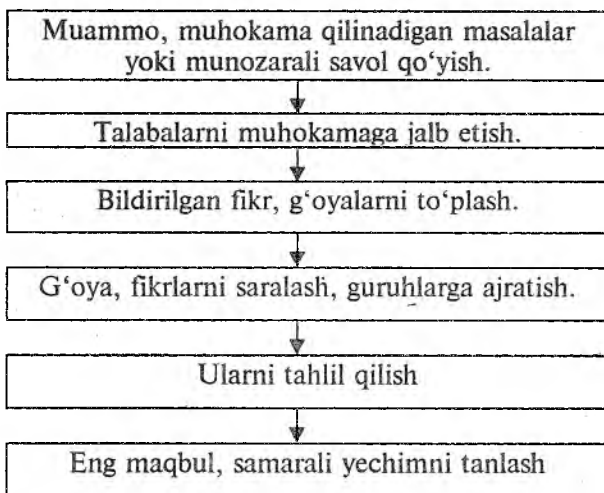 Muammo, muhokama qilinadigan masalalar
yoki munozarali savol qo‘yish.
Talabalarni muhokamaga jalb etish.
Bildirilgan fikr, g‘oyalarni to‘plash.
G‘oya, fikrlarni saralash, guruhlarga ajratish.
Ularni tahlil qilish
Eng maqbul, samarali yechimni tanlash